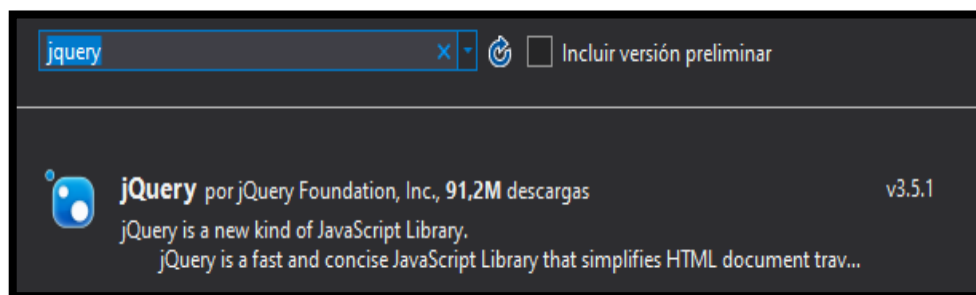 jquery Incluir versión preliminar
jQuery por jQuery Foundation, Inc., 91,2M descargas v3.5.1
jQuery is a new kind of JavaScript Library.
jQuery is a fast and concise JavaScript Library that simplifies HTML document trav...